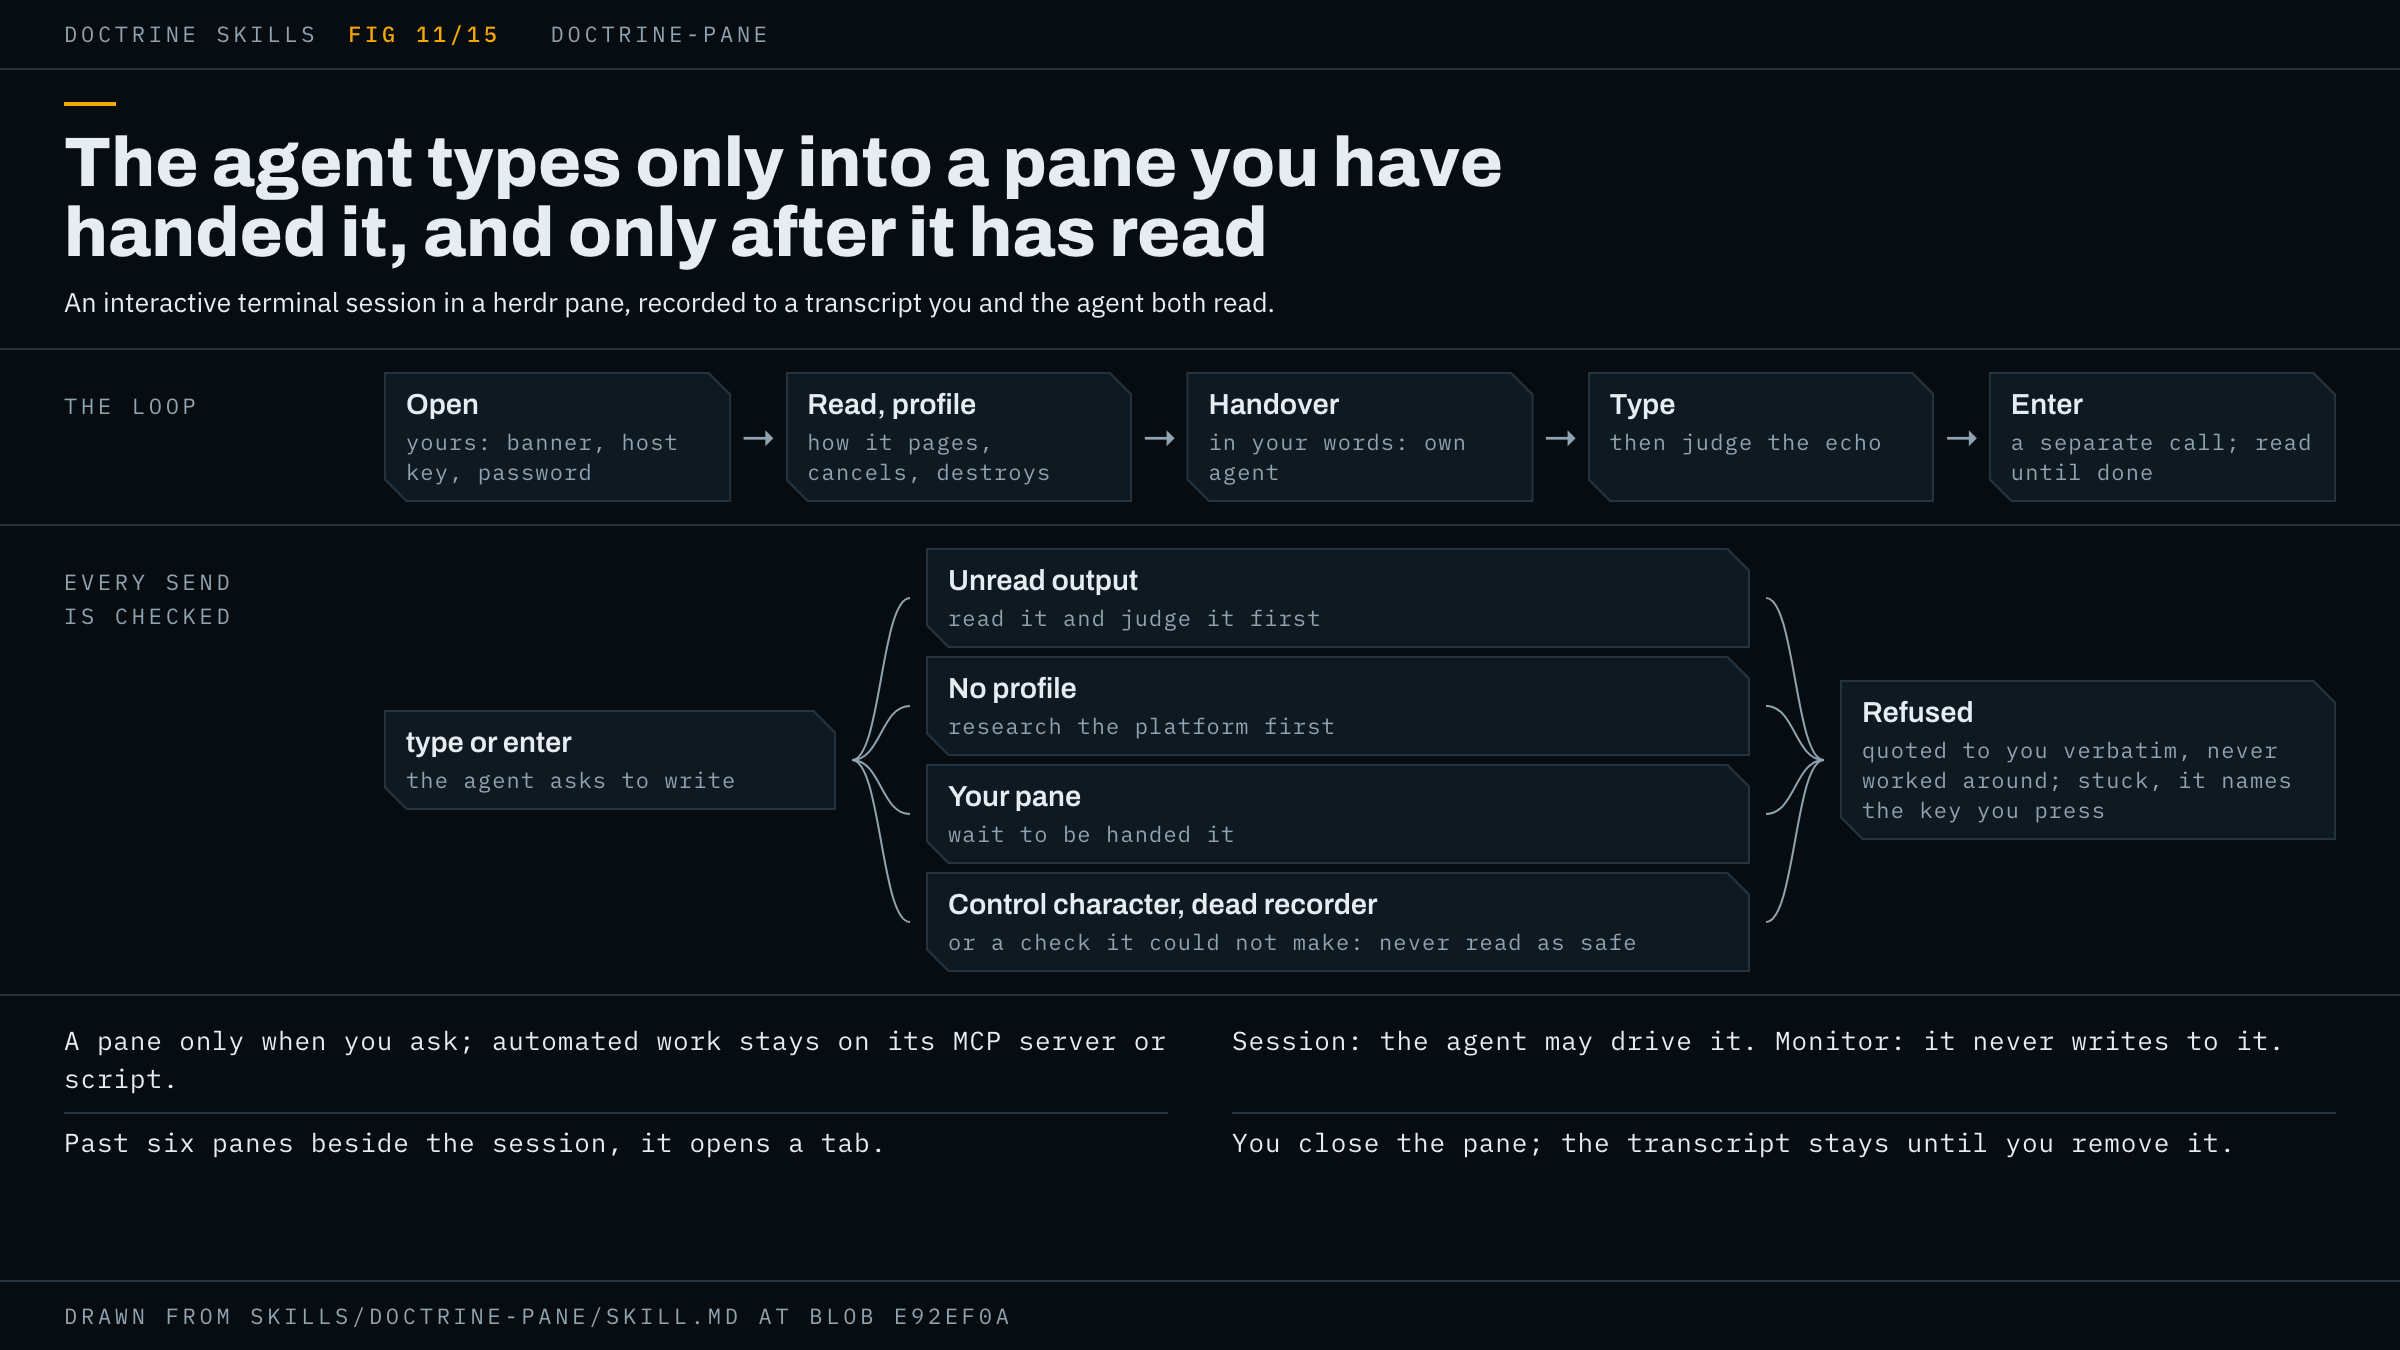 DOCTRINE SKILLS FIG 11/15 DOCTRINE-PANE
The agent types only into a pane you have
handed it, and only after it has read
An interactive terminal session in a herdr pane, recorded to a transcript you and the agent both read.
THE LOOP
Open
yours: banner, host
key, password
Read, profile
how it pages,
cancels, destroys
Handover
in your words: own
agent
Type
then judge the echo
Enter
a separate call; read
until done
EVERY SEND
IS CHECKED
type or enter
the agent asks to write
Unread output
read it and judge it first
No profile
research the platform first
Your pane
wait to be handed it
Control character, dead recorder
or a check it could not make: never read as safe
Refused
quoted to you verbatim, never
worked around; stuck, it names
the key you press
A pane only when you ask; automated work stays on its MCP server or
script.
Session: the agent may drive it. Monitor: it never writes to it.
Past six panes beside the session, it opens a tab.
You close the pane; the transcript stays until you remove it.
DRAWN FROM SKILLS/DOCTRINE-PANE/SKILL.MD AT BLOB E92EF0A